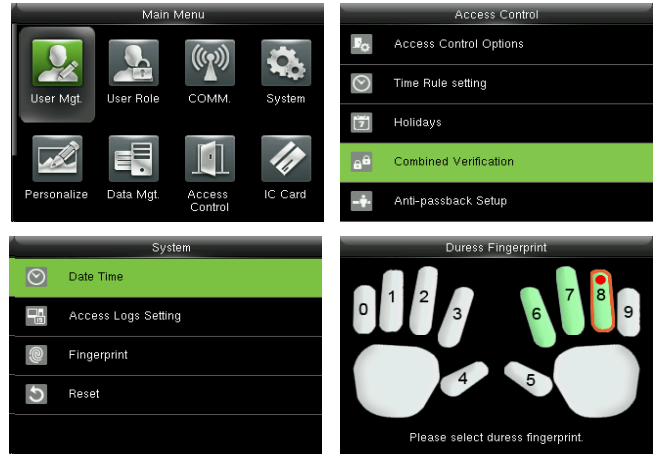 Main Menu
User Mgt.
User Role
COMM.
System
Personalize
Data Mgt.
Access
Control
IC Card
Access Control
Access Control Options
Time Rule setting
7
Holidays
Combined Verification
Anti-passback Setup
System
Date Time
Access Logs Setting
Fingerprint
Reset
Duress Fingerprint
0 1 2 3 4 5 6 7 8 9
Please select duress fingerprint.